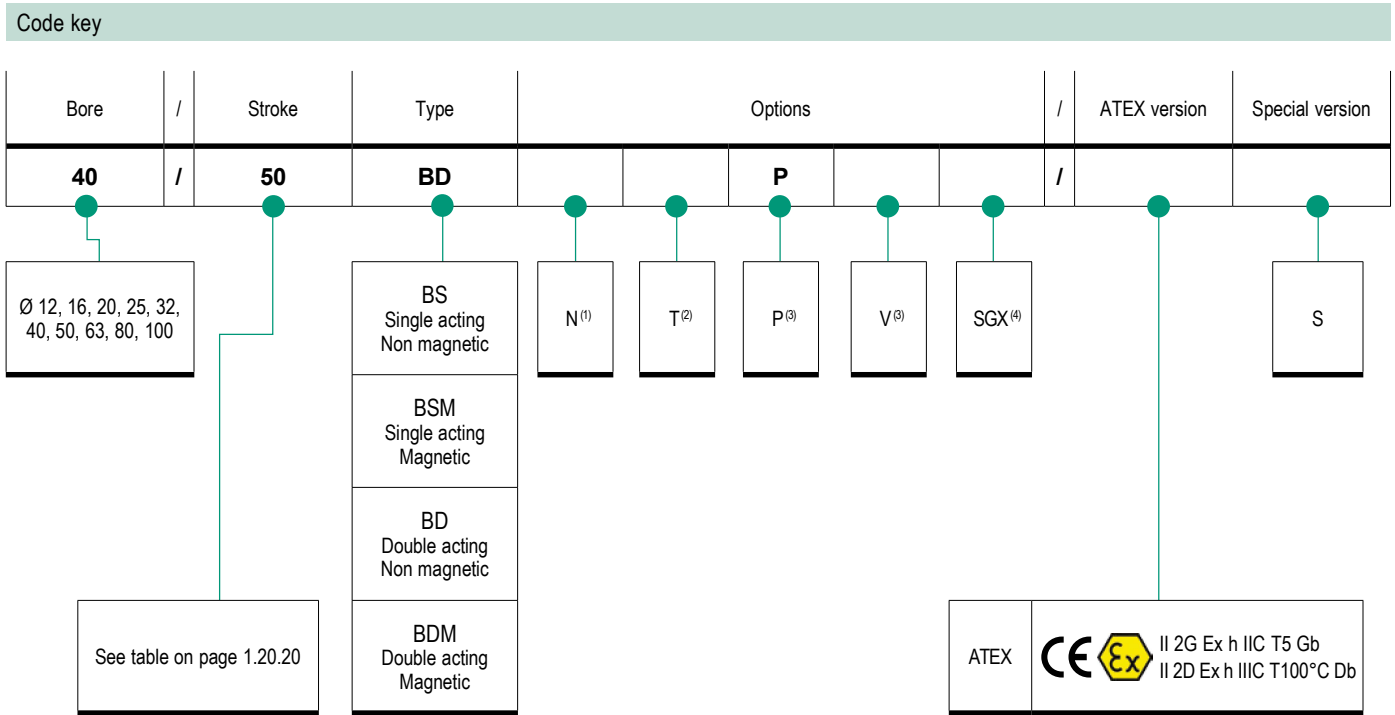 Code key
Bore / Stroke Type Options / ATEX version Special version
40 / 50 BD P /
Ø 12, 16, 20, 25, 32,
40, 50, 63, 80, 100
BS
Single acting
Non magnetic
N(1)
T(2)
P(3)
V(3)
SGX(4)
S
BSM
Single acting
Magnetic
BD
Double acting
Non magnetic
See table on page 1.20.20
BDM
Double acting
Magnetic
ATEX
CE Ex
II 2G Ex h IIC T5 Gb
II 2D Ex h IIIC T100°C Db